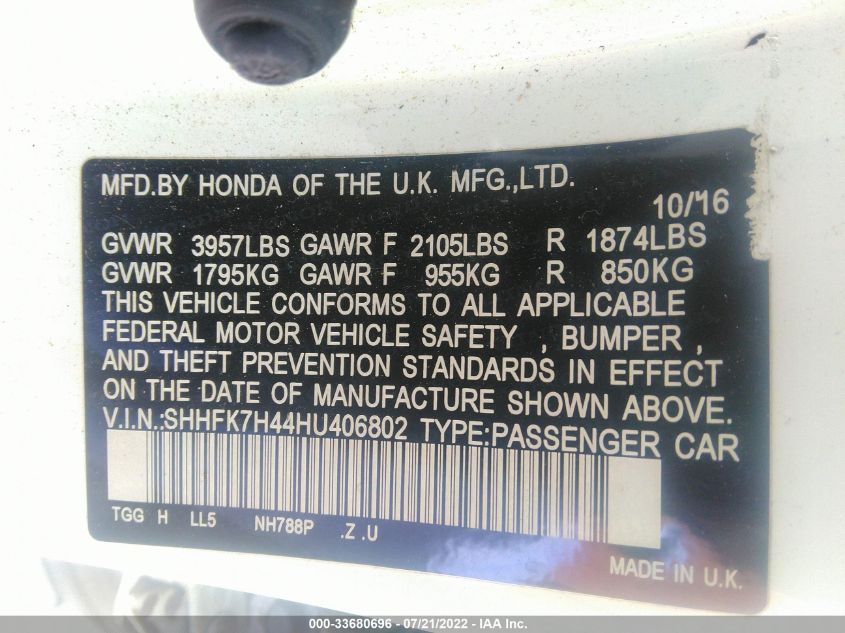 MFD.BY HONDA OF THE U.K. MFG.,LTD.
10/16
GVWR 3957LBS GAWR F 2105LBS R 1874LBS
GVWR 1795KG GAWR F 955KG R 850KG
THIS VEHICLE CONFORMS TO ALL APPLICABLE
FEDERAL MOTOR VEHICLE SAFETY , BUMPER ,
AND THEFT PREVENTION STANDARDS IN EFFECT
ON THE DATE OF MANUFACTURE SHOWN ABOVE.
V.I.N.:SHHFK7H44HU406802 TYPE:PASSENGER CAR
TGG H LL5 NH788P .Z .U
MADE IN U.K.
000-33680696 - 07/21/2022 - IAA Inc.